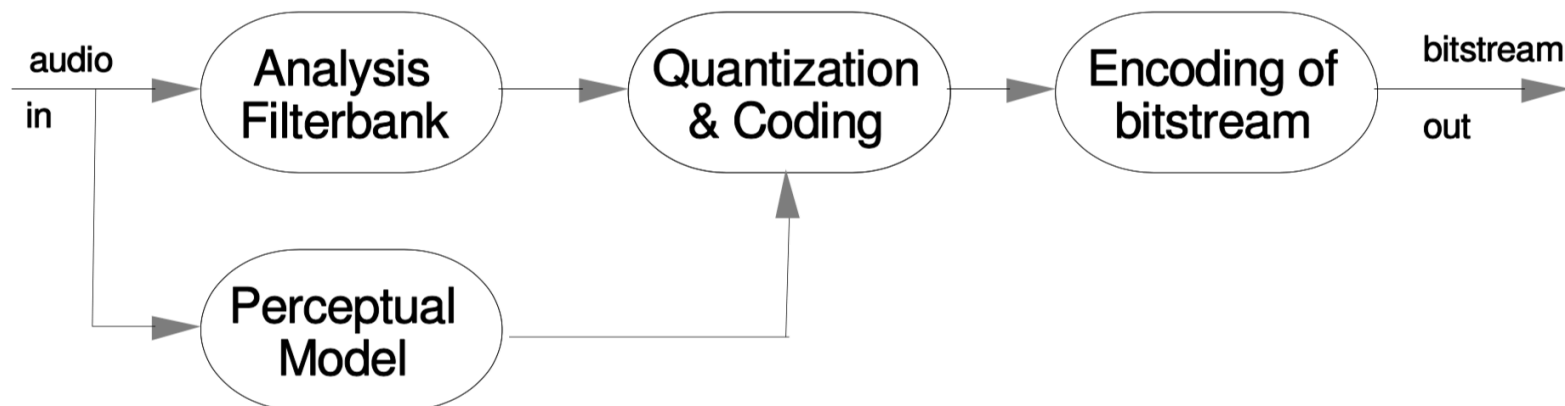 audio
in
Analysis
Filterbank
Quantization
& Coding
Encoding of
bitstream
bitstream
out
Perceptual
Model